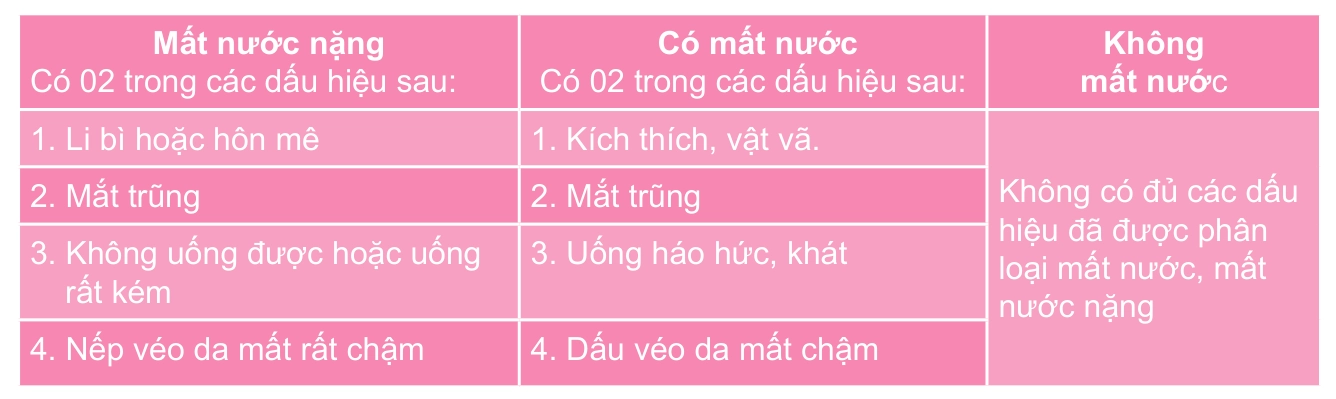 Mất nước nặng
Có 02 trong các dấu hiệu sau:
Có mất nước
Có 02 trong các dấu hiệu sau:
Không
mất nước
1. Li bì hoặc hôn mê
1. Kích thích, vật vã.
2. Mắt trũng
2. Mắt trũng
3. Không uống được hoặc uống
rất kém
3. Uống háo hức, khát
4. Nếp véo da mất rất chậm
4. Dấu véo da mất chậm
Không có đủ các dấu
hiệu đã được phân
loại mất nước, mất
nước nặng